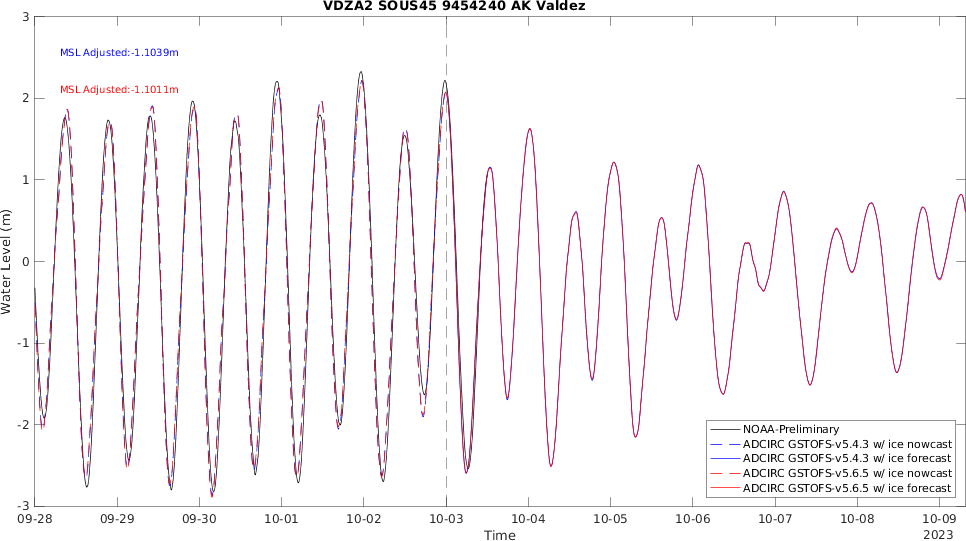 VDZA2 SOUS45 9454240 AK Valdez
3
MSL Adjusted:-1.1039m
MSL Adjusted:-1.1011m
2
1
0
-1
-2
-3
Water Level (m)
NOAA-Preliminary
ADCIRC GSTOFS-v5.4.3 w/ ice nowcast
ADCIRC GSTOFS-v5.4.3 w/ ice forecast
ADCIRC GSTOFS-v5.6.5 w/ ice nowcast
ADCIRC GSTOFS-v5.6.5 w/ ice forecast
09-28 09-29 09-30 10-01 10-02 10-03 10-04 10-05 10-06 10-07 10-08 10-09
Time
2023